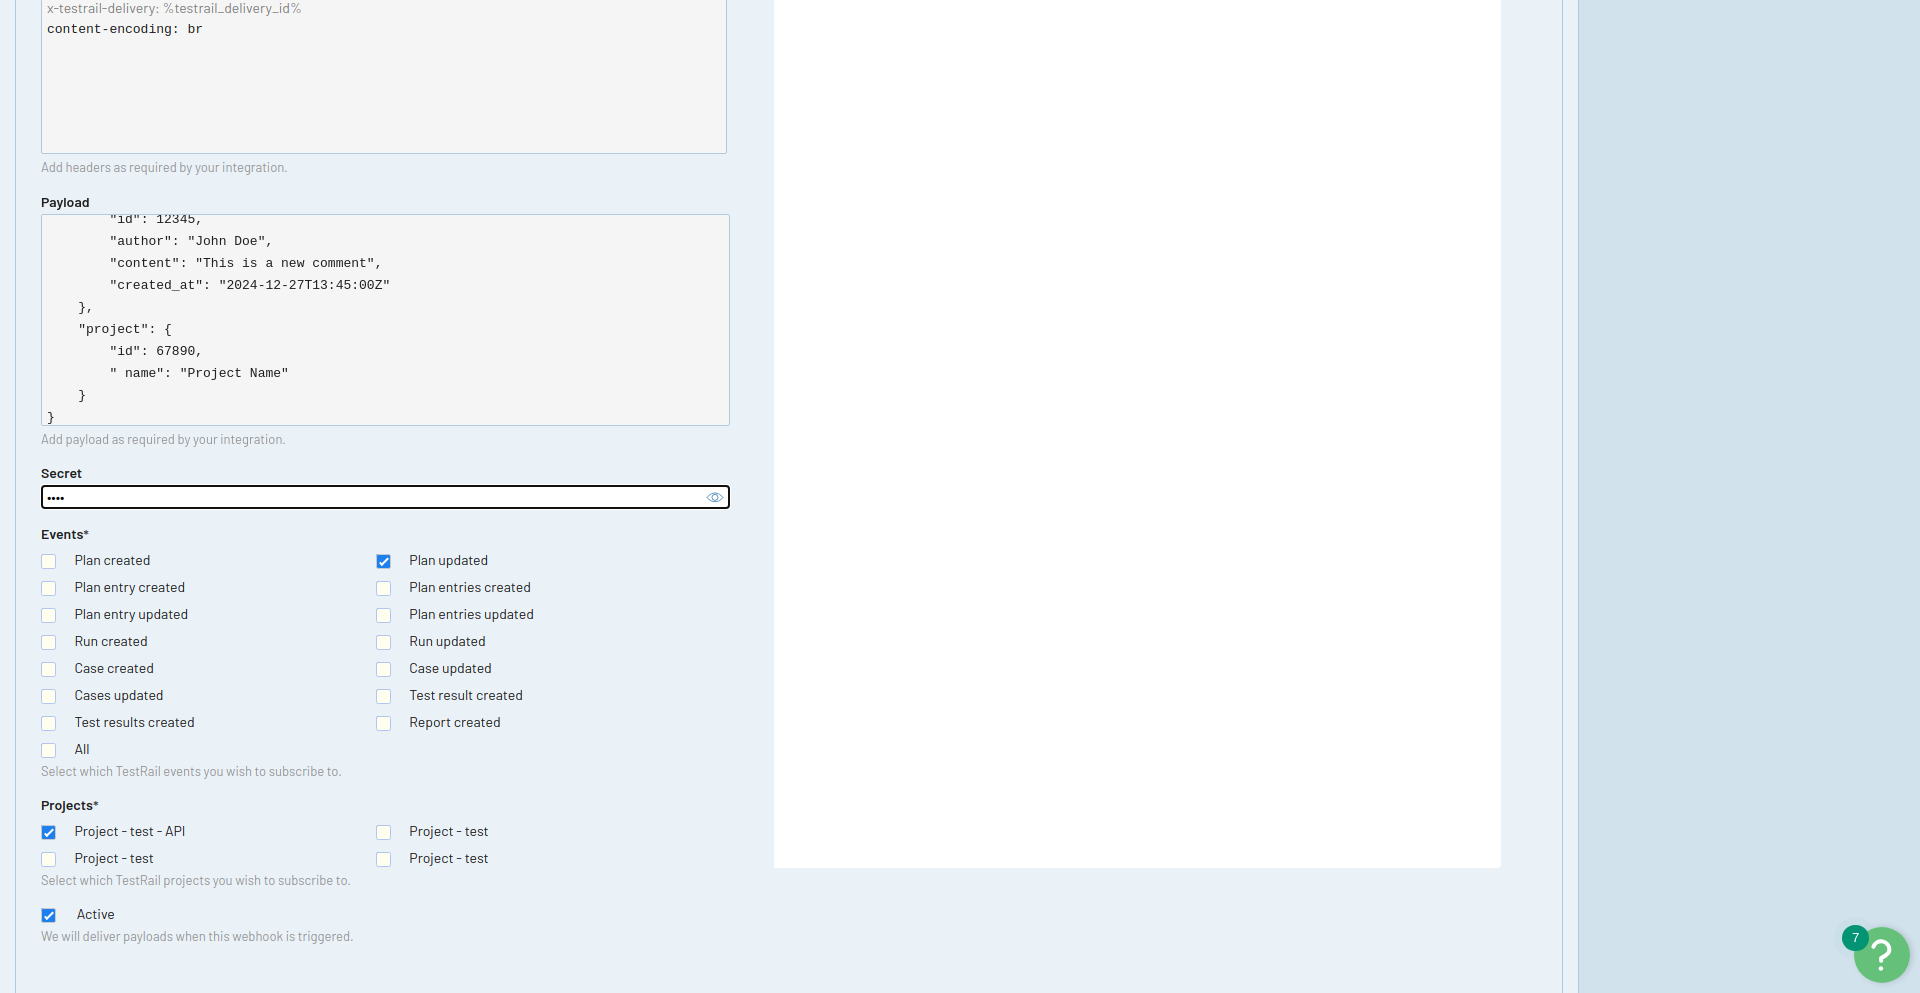 x-testrail-delivery: %testrail_delivery_id%
content-encoding: br
Add headers as required by your integration.
Payload
"id": 12345,
"author": "John Doe",
"content": "This is a new comment",
"created_at": "2024-12-27T13:45:00Z"
},
"project": {
"id": 67890,
" name": "Project Name"
}
}
Add payload as required by your integration.
Secret
••••
Events*
Plan created
Plan updated
Plan entry created
Plan entries created
Plan entry updated
Plan entries updated
Run created
Run updated
Case created
Case updated
Cases updated
Test result created
Test results created
Report created
All
Select which TestRail events you wish to subscribe to.
Projects*
Project - test - API
Project - test
Project - test
Project - test
Select which TestRail projects you wish to subscribe to.
Active
We will deliver payloads when this webhook is triggered.
7
?